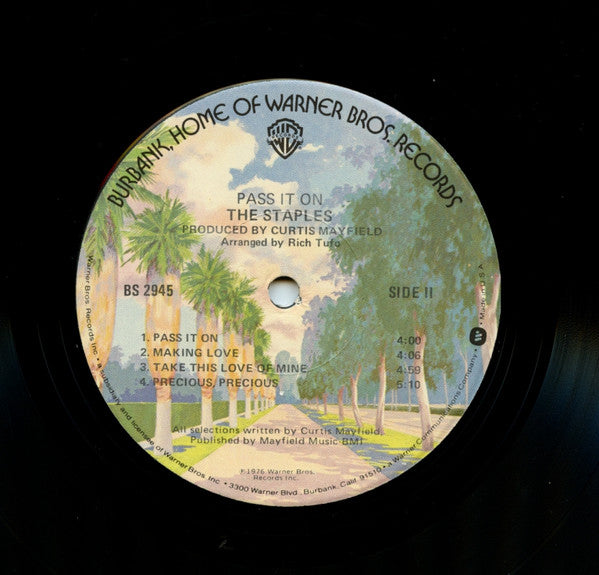 BURBANK, HOME OF WARNER BROS. RECORDS
PASS IT ON
THE STAPLES
PRODUCED BY CURTIS MAYFIELD
Arranged by Rich Tufo
BS 2945
SIDE II
1. PASS IT ON 4:00
2. MAKING LOVE 4:06
3. TAKE THIS LOVE OF MINE 4:59
4. PRECIOUS, PRECIOUS 5:10
All selections written by Curtis Mayfield.
Published by Mayfield Music BMI
℗1976 Warner Bros.
Records Inc.
Warner Bros. Records Inc. • a subsidiary and licensee of Warner Bros. Inc. • 3300 Warner Blvd., Burbank, Calif. 91510 • a Warner Communications Company • Made in U.S.A.